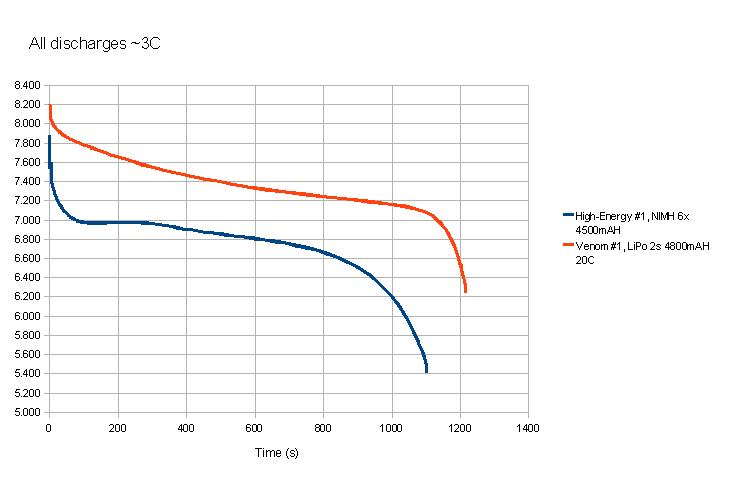 All discharges ~3C
8.400
8.200
8.000
7.800
7.600
7.400
7.200
7.000
6.800
6.600
6.400
6.200
6.000
5.800
5.600
5.400
5.200
5.000
0 200 400 600 800 1000 1200 1400
Time (s)
High-Energy #1, NIMH 6x
4500mAH
Venom #1, LiPo 2s 4800mAH
20C